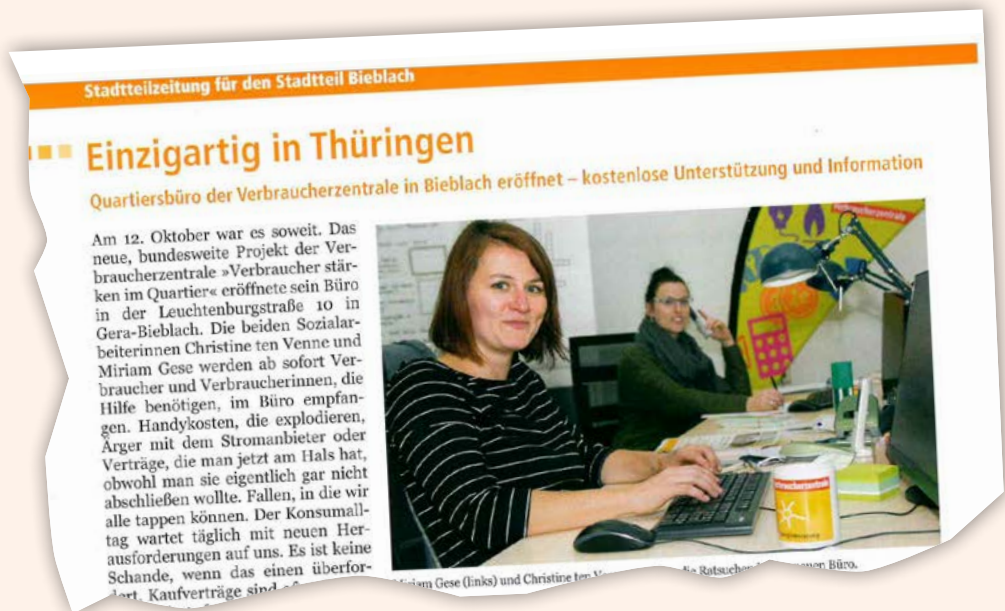 Stadtteilzeitung für den Stadtteil Bieblach
Einzigartig in Thüringen
Quartiersbüro der Verbraucherzentrale in Bieblach eröffnet – kostenlose Unterstützung und Information
Am 12. Oktober war es soweit. Das
neue, bundesweite Projekt der Ver-
braucherzentrale »Verbraucher stär-
ken im Quartier« eröffnete sein Büro
in der Leuchtenburgstraße 10 in
Gera-Bieblach. Die beiden Sozialar-
beiterinnen Christine ten Venne und
Miriam Gese werden ab sofort Ver-
braucher und Verbraucherinnen, die
Hilfe benötigen, im Büro empfan-
gen. Handykosten, die explodieren,
Ärger mit dem Stromanbieter oder
Verträge, die man jetzt am Hals hat,
obwohl man sie eigentlich gar nicht
abschließen wollte. Fallen, in die wir
alle tappen können. Der Konsumall-
tag wartet täglich mit neuen Her-
ausforderungen auf uns. Es ist keine
Schande, wenn das einen überfor-
dert. Kaufverträge sind
verbraucherzentrale
verbraucherzentrale
Miriam Gese (links) und Christine ten die Ratsuchen Büro.